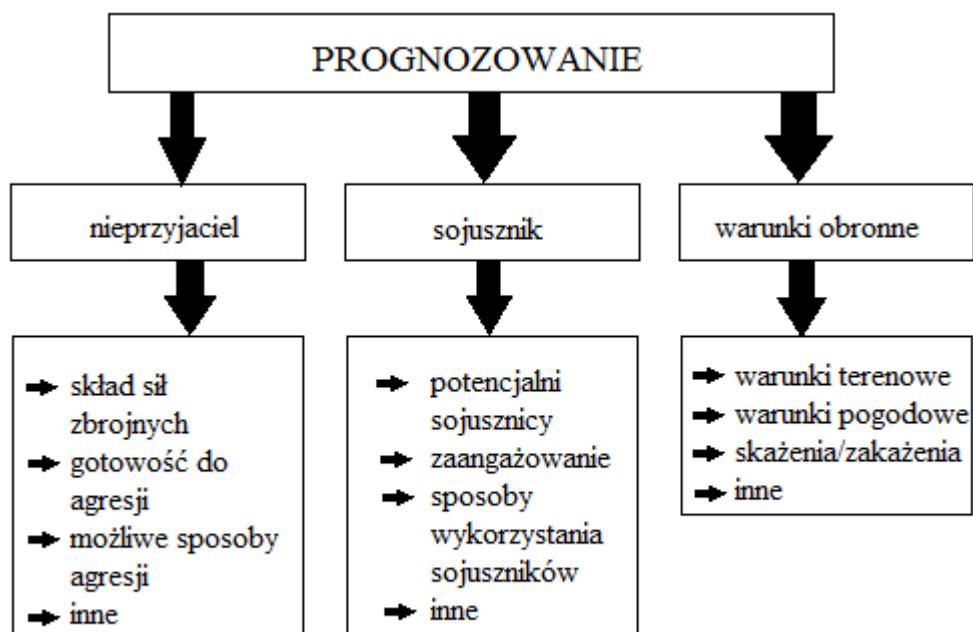 PROGNOZOWANIE
nieprzyjaciel
sojusznik
warunki obronne
skład sił
zbrojnych
gotowość do
agresji
możliwe sposoby
agresji
inne
potencjalni
sojusznicy
zaangażowanie
sposoby
wykorzystania
sojuszników
inne
warunki terenowe
warunki pogodowe
skażenia/zakażenia
inne